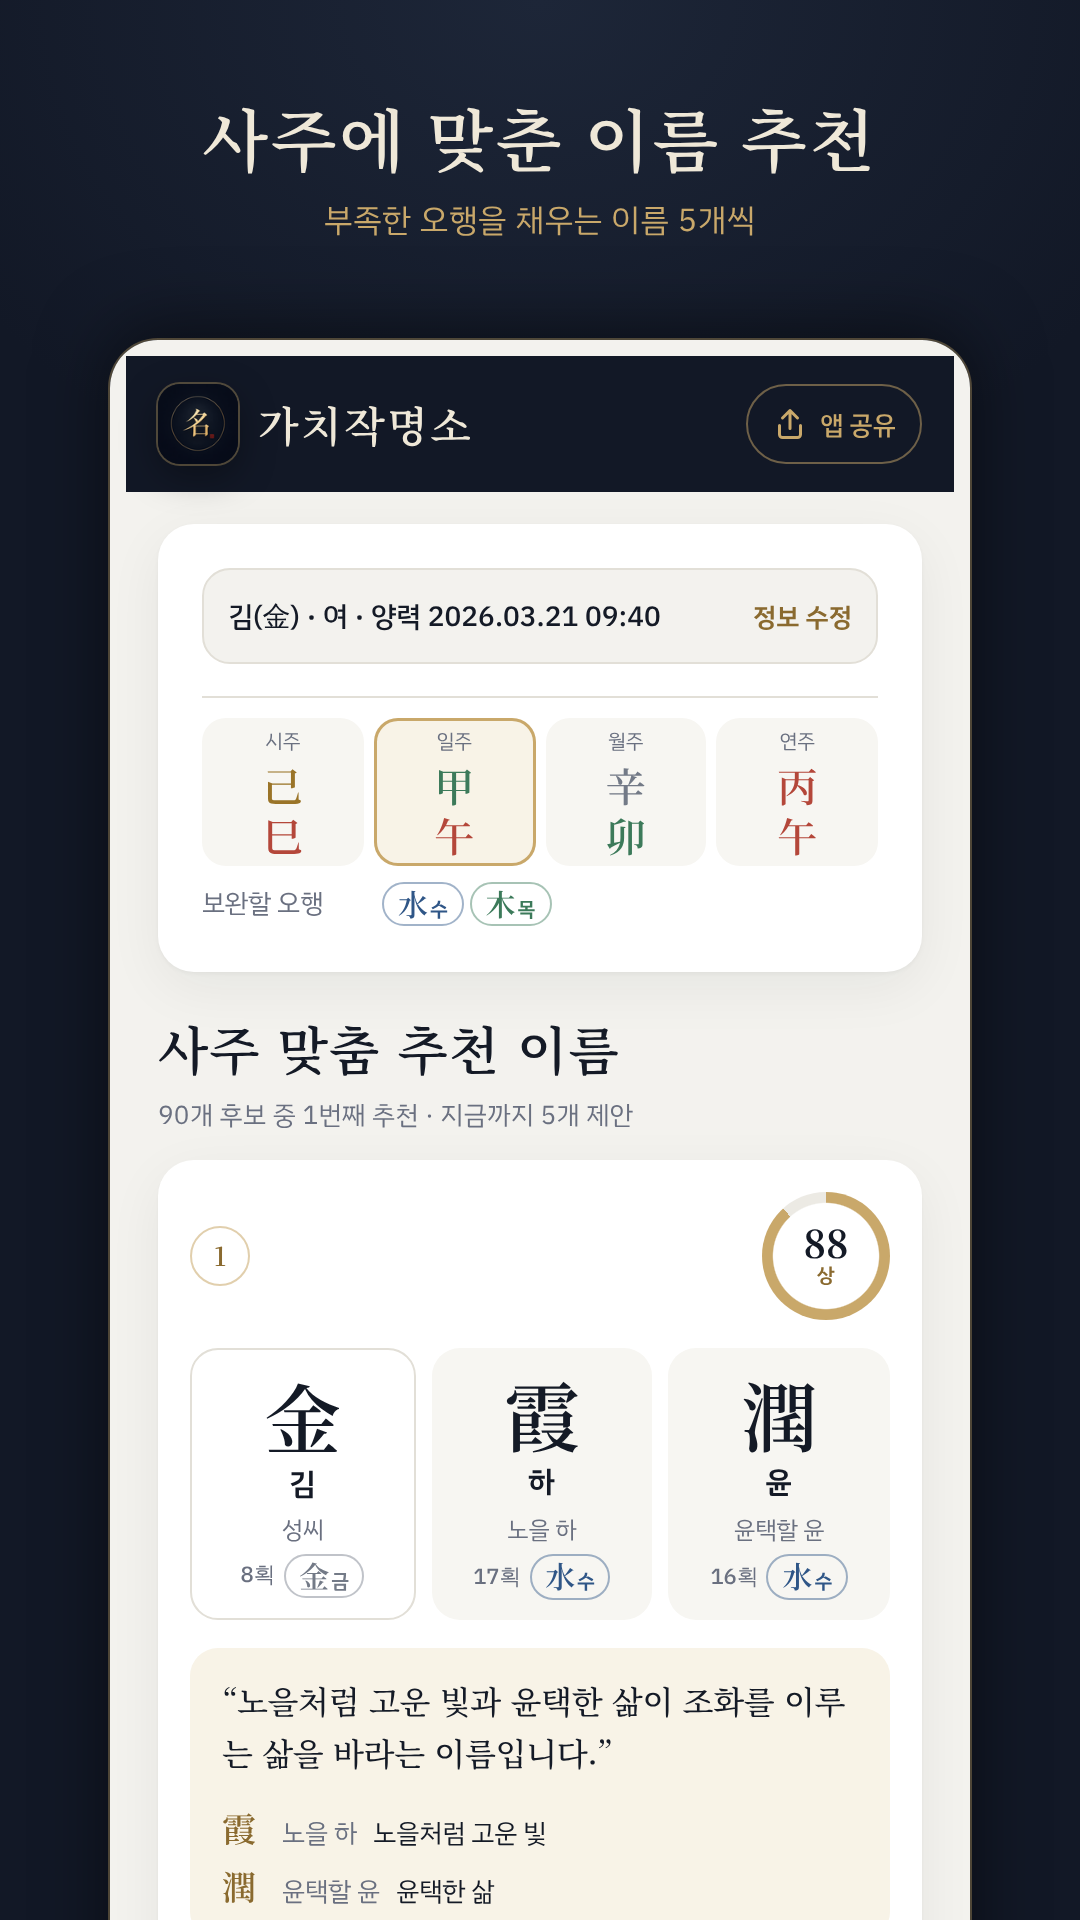 사주에 맞춘 이름 추천
부족한 오행을 채우는 이름 5개씩
名 가치작명소 앱 공유
김(金) · 여 · 양력 2026.03.21 09:40 정보 수정
시주 일주 월주 연주
己 甲 辛 丙
巳 午 卯 午
보완할 오행 水수 木목
사주 맞춤 추천 이름
90개 후보 중 1번째 추천 · 지금까지 5개 제안
1 88
상
金 霞 潤
김 하 윤
성씨 노을 하 윤택할 윤
8획 金금 17획 水수 16획 水수
“노을처럼 고운 빛과 윤택한 삶이 조화를 이루
는 삶을 바라는 이름입니다.”
霞 노을 하 노을처럼 고운 빛
潤 윤택할 윤 윤택한 삶